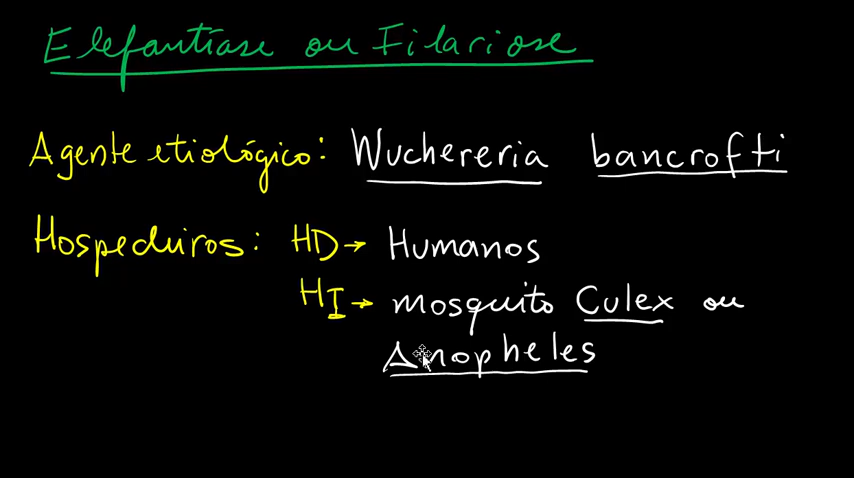 Elefantíase ou Filariose
Agente etiológico: Wuchereria bancrofti
Hospedeiros: HD → Humanos
HI → mosquito Culex ou
Anopheles